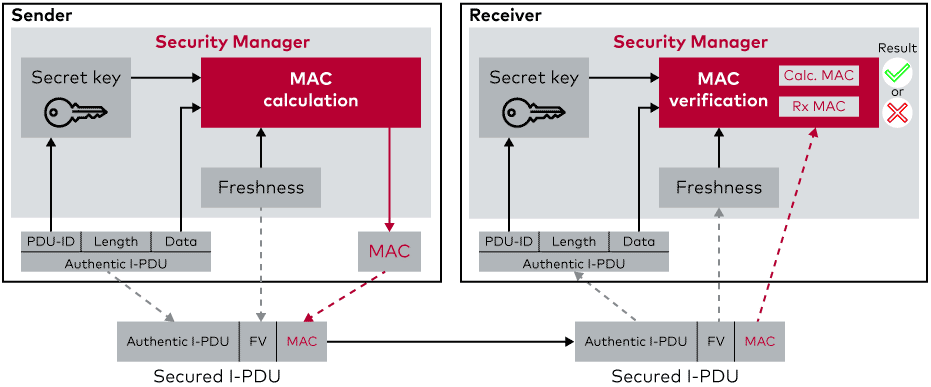 Sender
Security Manager
Secret key
MAC
calculation
Freshness
PDU-ID Length Data
Authentic I-PDU
MAC
Authentic I-PDU FV MAC
Secured I-PDU
Receiver
Security Manager
Secret key
MAC
verification
Calc. MAC
Rx MAC
Result
or
Freshness
PDU-ID Length Data
Authentic I-PDU
Authentic I-PDU FV MAC
Secured I-PDU